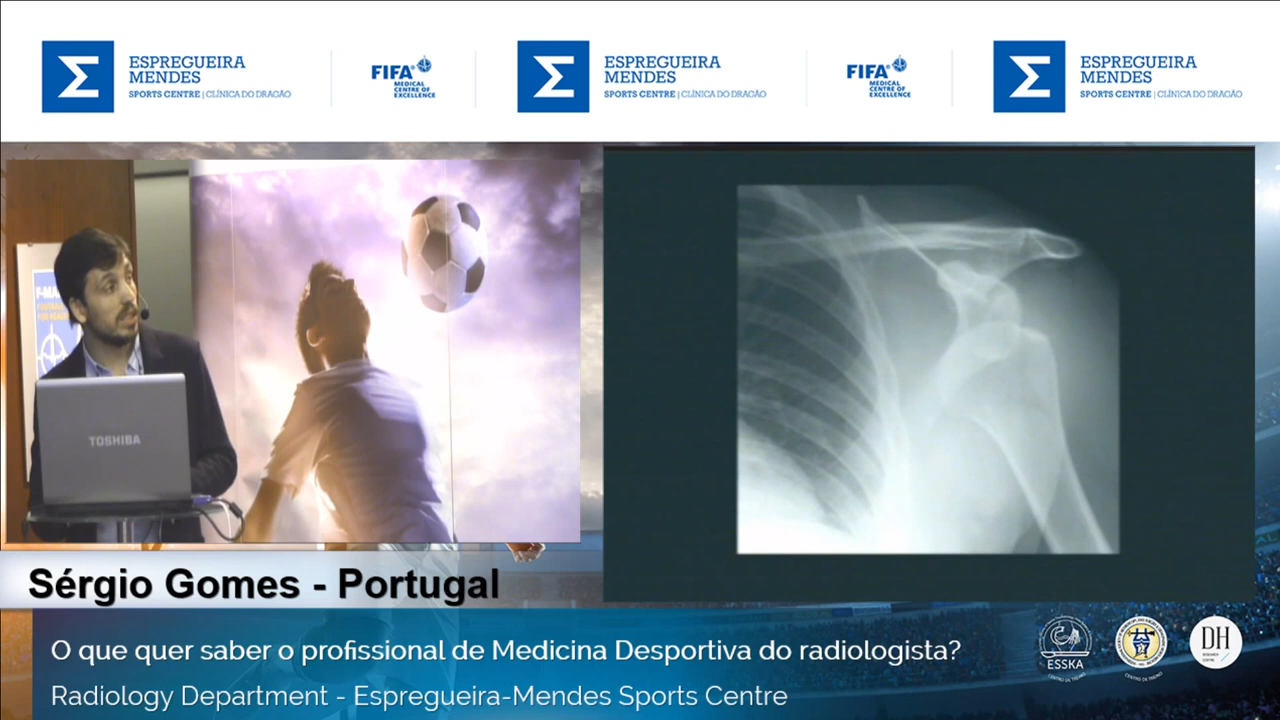 ESPREGUEIRA
MENDES
SPORTS CENTRE | CLÍNICA DO DRAGÃO
FIFA
MEDICAL
CENTRE OF
EXCELLENCE
ESPREGUEIRA
MENDES
SPORTS CENTRE | CLÍNICA DO DRAGÃO
FIFA
MEDICAL
CENTRE OF
EXCELLENCE
ESPREGUEIRA
MENDES
SPORTS CENTRE | CLÍNICA DO DRAGÃO
TOSHIBA
Sérgio Gomes - Portugal
O que quer saber o profissional de Medicina Desportiva do radiologista?
Radiology Department - Espregueira-Mendes Sports Centre
ESSKA
DH